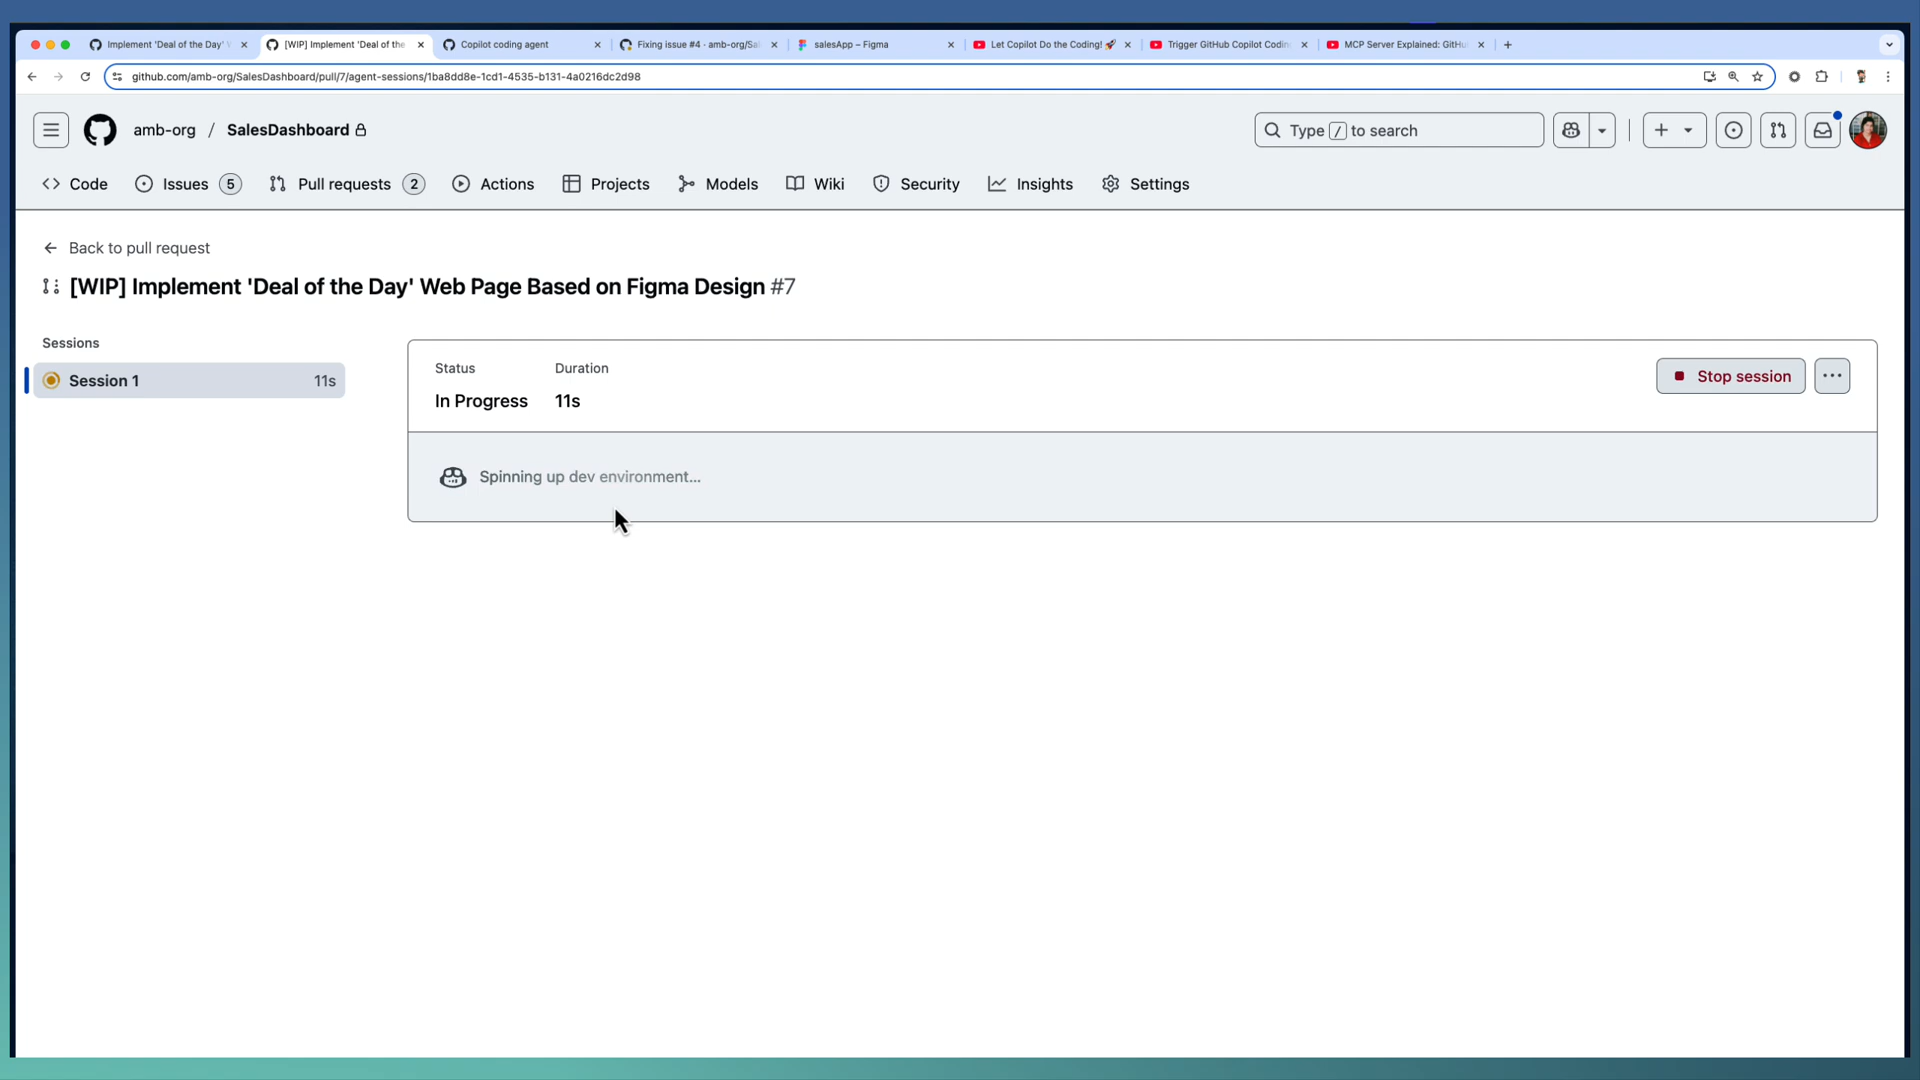 Implement 'Deal of the Day'
[WIP] Implement 'Deal of the
Copilot coding agent
Fixing issue #4 · amb-org/Sal
salesApp – Figma
Let Copilot Do the Coding! 🚀
Trigger GitHub Copilot Codin
MCP Server Explained: GitHu
github.com/amb-org/SalesDashboard/pull/7/agent-sessions/1ba8dd8e-1cd1-4535-b131-4a0216dc2d98
amb-org / SalesDashboard
Type / to search
Code
Issues 5
Pull requests 2
Actions
Projects
Models
Wiki
Security
Insights
Settings
Back to pull request
[WIP] Implement 'Deal of the Day' Web Page Based on Figma Design #7
Sessions
Session 1 11s
Status Duration
In Progress 11s
Stop session
Spinning up dev environment...